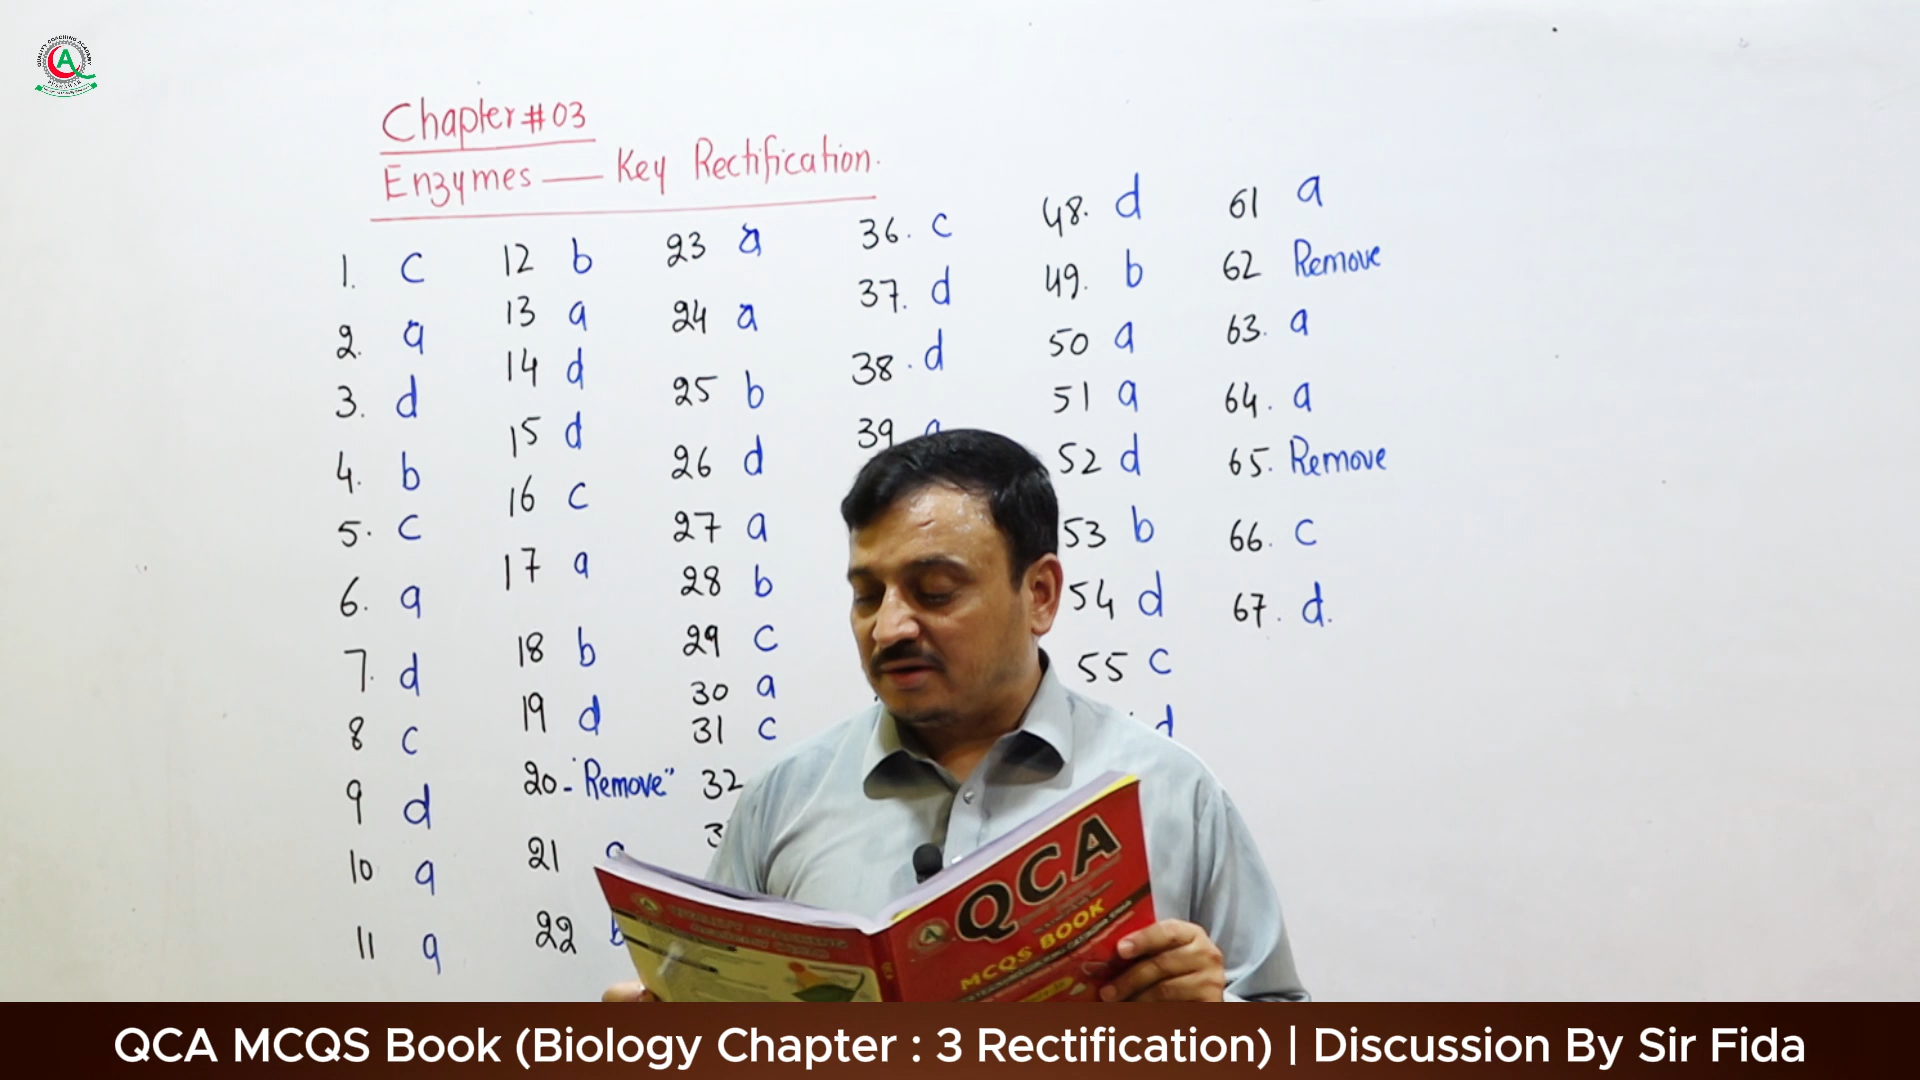 QUALITY COACHING ACADEMY
Chapter # 03
Enzymes — Key Rectification.
1. c
2. a
3. d
4. b
5. c
6. a
7. d
8 c
9 d
10 a
11 a
12 b
13 a
14 d
15 d
16 c
17 a
18 b
19 d
20 - "Remove"
21
22 b
23 a
24 a
25 b
26 d
27 a
28 b
29 c
30 a
31 c
32
36. c
37. d
38. d
39 a
48. d
49. b
50 a
51 a
52 d
53 b
54 d
55 c
d
61 a
62 Remove
63. a
64. a
65. Remove
66. c
67. d.
QCA
MCQS BOOK
QCA MCQS Book (Biology Chapter : 3 Rectification) | Discussion By Sir Fida